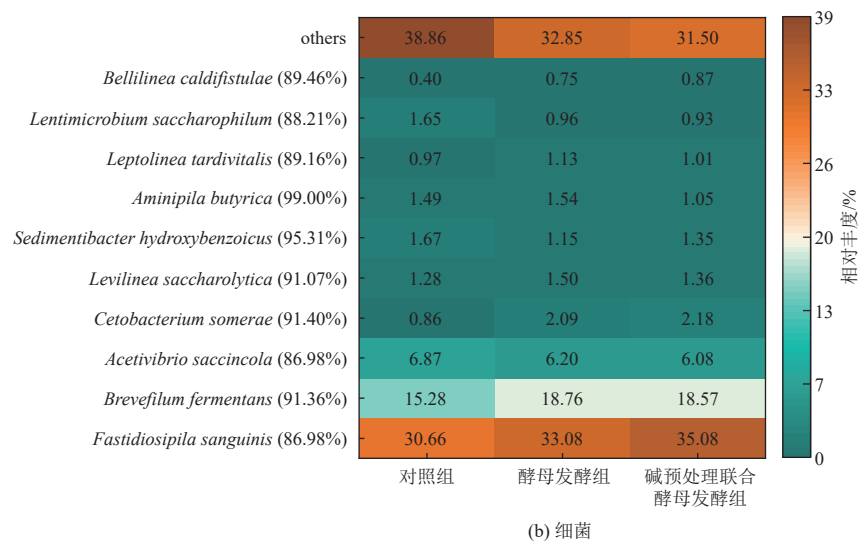 others 38.86 32.85 31.50
Bellilinea caldifistulae (89.46%) 0.40 0.75 0.87
Lentimicrobium saccharophilum (88.21%) 1.65 0.96 0.93
Leptolinea tardivitalis (89.16%) 0.97 1.13 1.01
Aminipila butyrica (99.00%) 1.49 1.54 1.05
Sedimentibacter hydroxybenzoicus (95.31%) 1.67 1.15 1.35
Levilinea saccharolytica (91.07%) 1.28 1.50 1.36
Cetobacterium somerae (91.40%) 0.86 2.09 2.18
Acetivibrio saccincola (86.98%) 6.87 6.20 6.08
Brevefilum fermentans (91.36%) 15.28 18.76 18.57
Fastidiosipila sanguinis (86.98%) 30.66 33.08 35.08
对照组 酵母发酵组 碱预处理联合
酵母发酵组
39
33
26
20
13
7
0
相对丰度/%
(b) 细菌